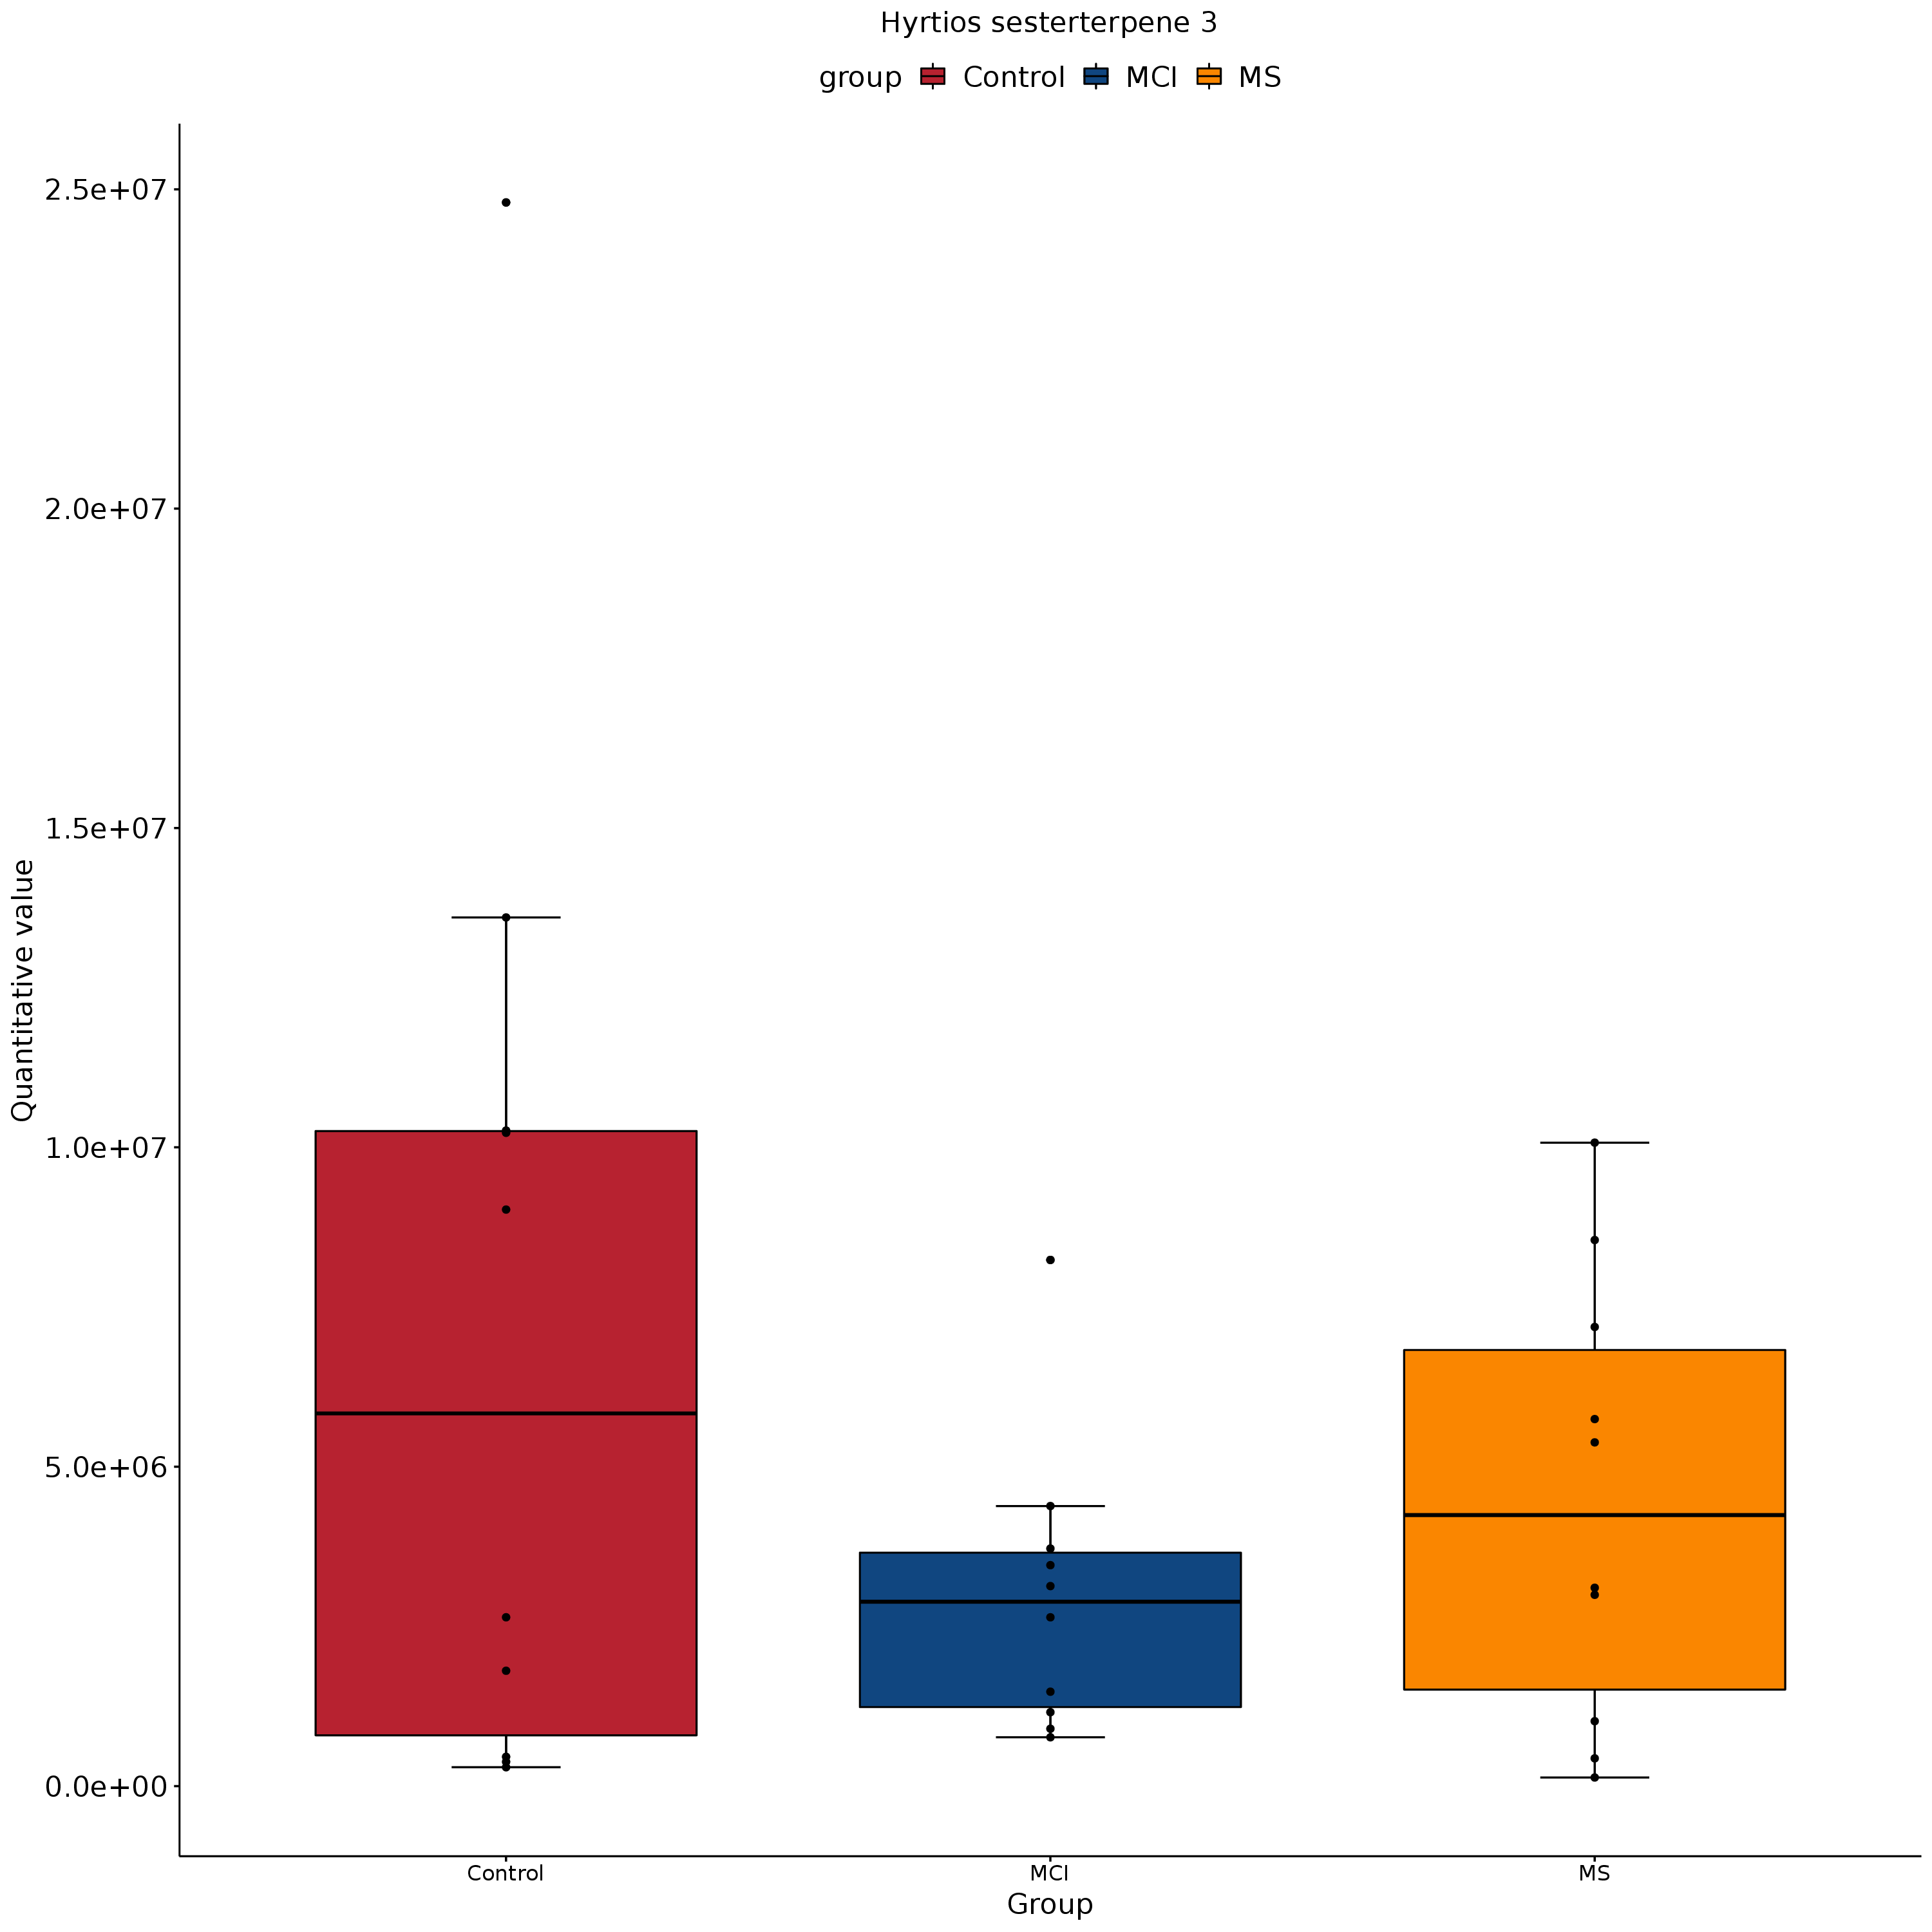 Hyrtios sesterterpene 3
group Control MCI MS
2.5e+07
2.0e+07
1.5e+07
1.0e+07
5.0e+06
0.0e+00
Quantitative value
Control MCI MS
Group